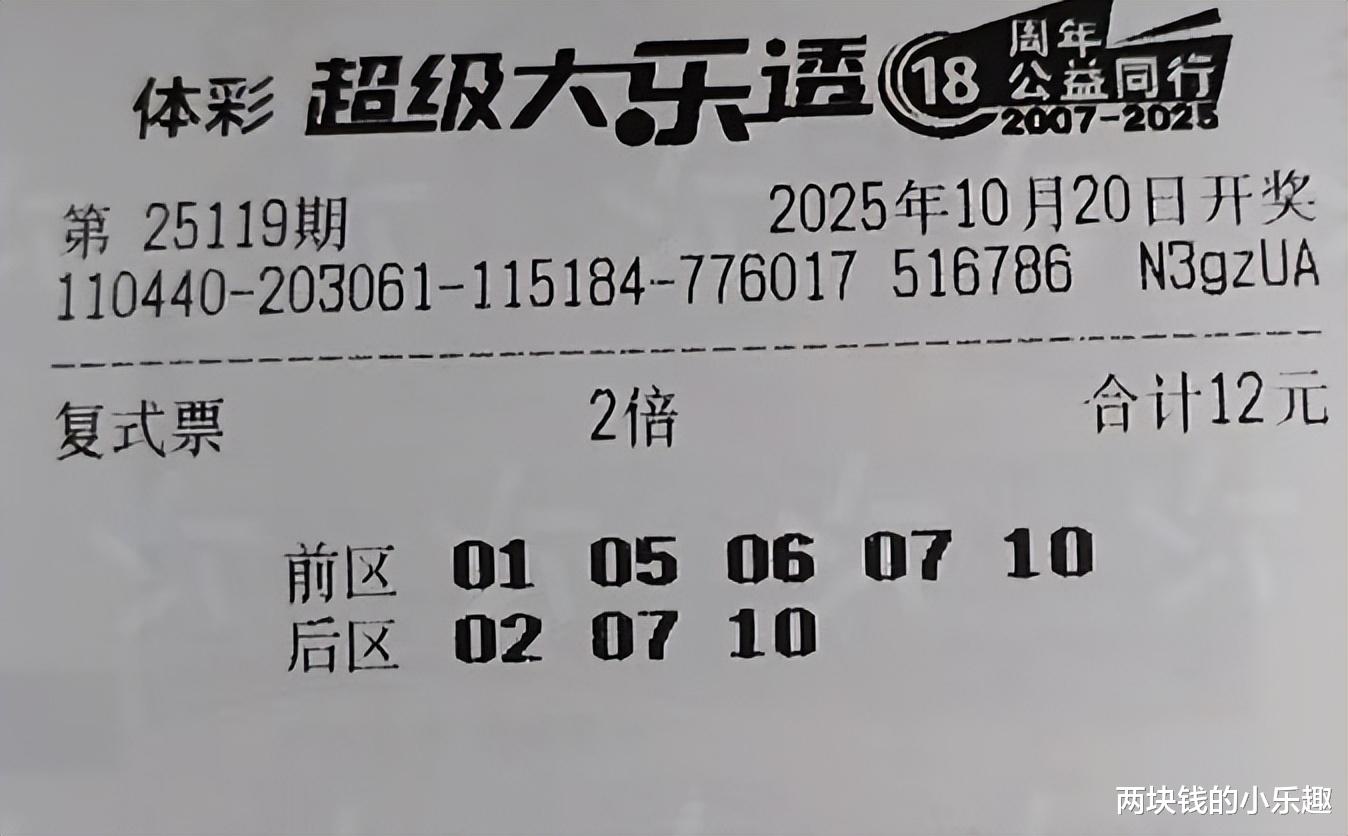 体彩 超级大乐透 18 周年
公益同行
2007-2025
第 25119期 2025年10月20日开奖
110440-203061-115184-776017 516786 N3gzUA
复式票 2倍 合计12元
前区 01 05 06 07 10
后区 02 07 10
两块钱的小乐趣